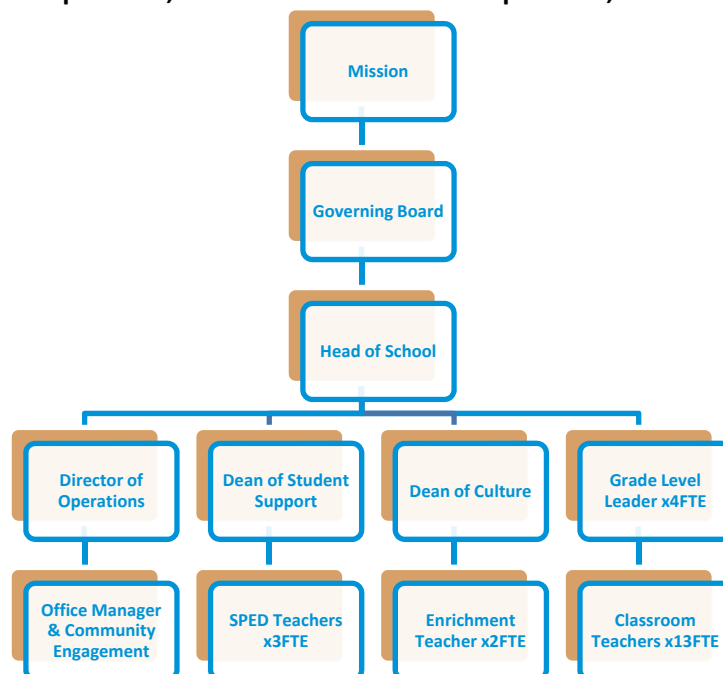 Mission
Governing Board
Head of School
Director of
Operations
Dean of Student
Support
Dean of Culture
Grade Level
Leader x4FTE
Office Manager
& Community
Engagement
SPED Teachers
x3FTE
Enrichment
Teacher x2FTE
Classroom
Teachers x13FTE